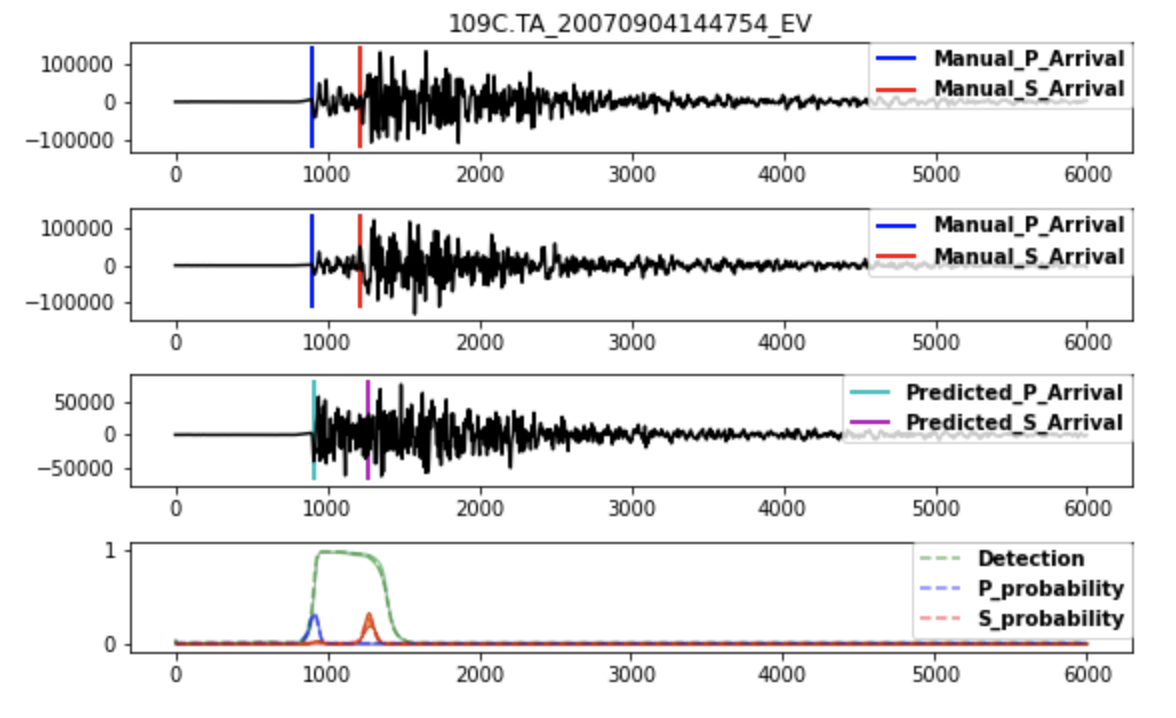 109C.TA_20070904144754_EV
100000
0
−100000
Manual_P_Arrival
Manual_S_Arrival
0 1000 2000 3000 4000 5000 6000
100000
0
−100000
Manual_P_Arrival
Manual_S_Arrival
0 1000 2000 3000 4000 5000 6000
50000
0
−50000
Predicted_P_Arrival
Predicted_S_Arrival
0 1000 2000 3000 4000 5000 6000
1
0
Detection
P_probability
S_probability
0 1000 2000 3000 4000 5000 6000